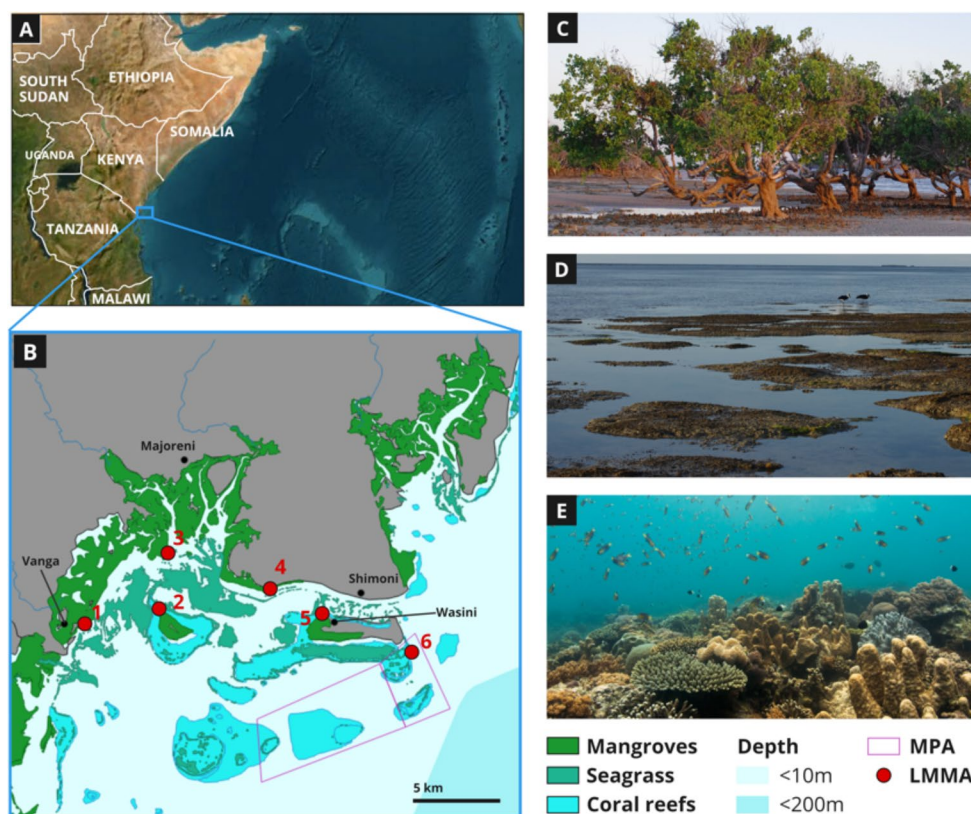 A
SOUTH
SUDAN
ETHIOPIA
SOMALIA
UGANDA
KENYA
TANZANIA
MALAWI
B
Majoreni
Vanga
Shimoni
Wasini
1
2
3
4
5
6
5 km
C
D
E
Mangroves
Seagrass
Coral reefs
Depth
<10m
<200m
MPA
LMMA